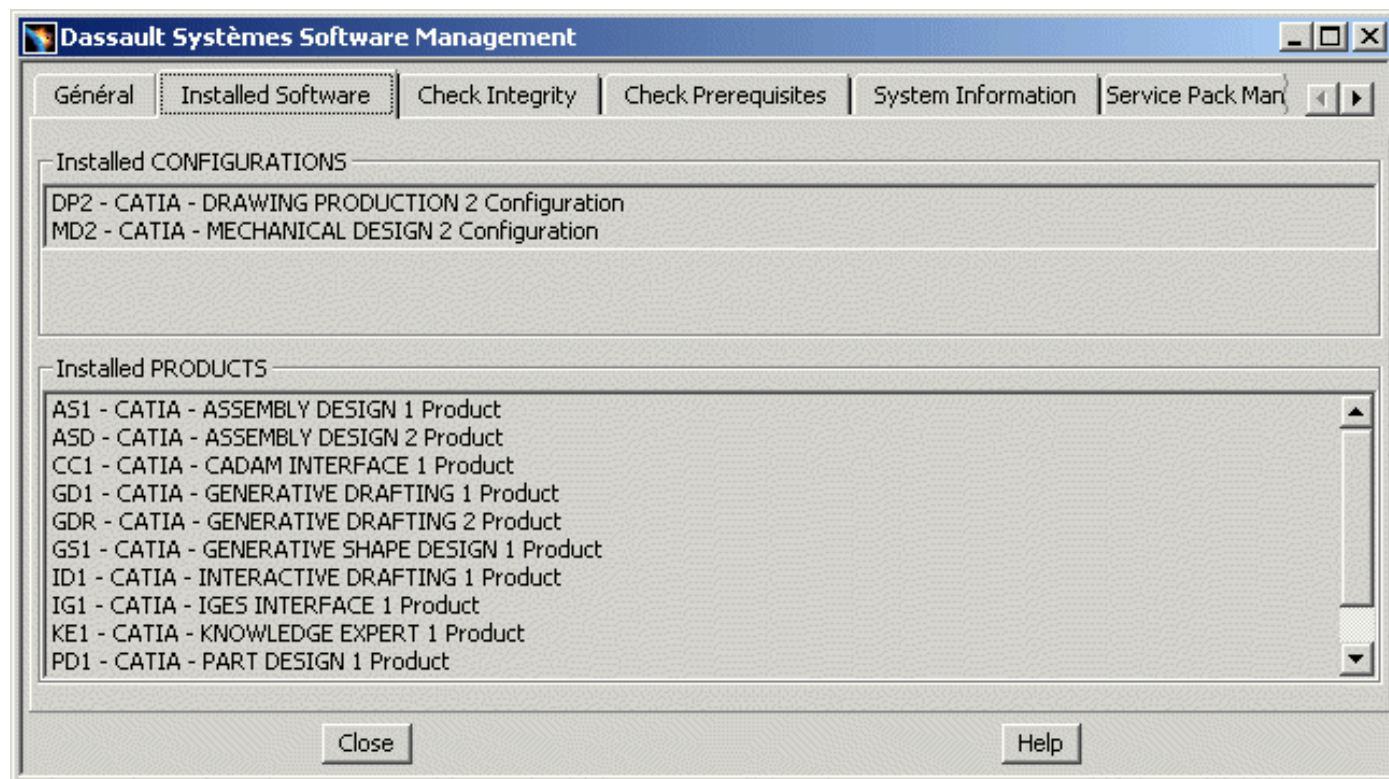 Dassault Systèmes Software Management
Général Installed Software Check Integrity Check Prerequisites System Information Service Pack Man
Installed CONFIGURATIONS
DP2 - CATIA - DRAWING PRODUCTION 2 Configuration
MD2 - CATIA - MECHANICAL DESIGN 2 Configuration
Installed PRODUCTS
AS1 - CATIA - ASSEMBLY DESIGN 1 Product
ASD - CATIA - ASSEMBLY DESIGN 2 Product
CC1 - CATIA - CADAM INTERFACE 1 Product
GD1 - CATIA - GENERATIVE DRAFTING 1 Product
GDR - CATIA - GENERATIVE DRAFTING 2 Product
GS1 - CATIA - GENERATIVE SHAPE DESIGN 1 Product
ID1 - CATIA - INTERACTIVE DRAFTING 1 Product
IG1 - CATIA - IGES INTERFACE 1 Product
KE1 - CATIA - KNOWLEDGE EXPERT 1 Product
PD1 - CATIA - PART DESIGN 1 Product
Close Help